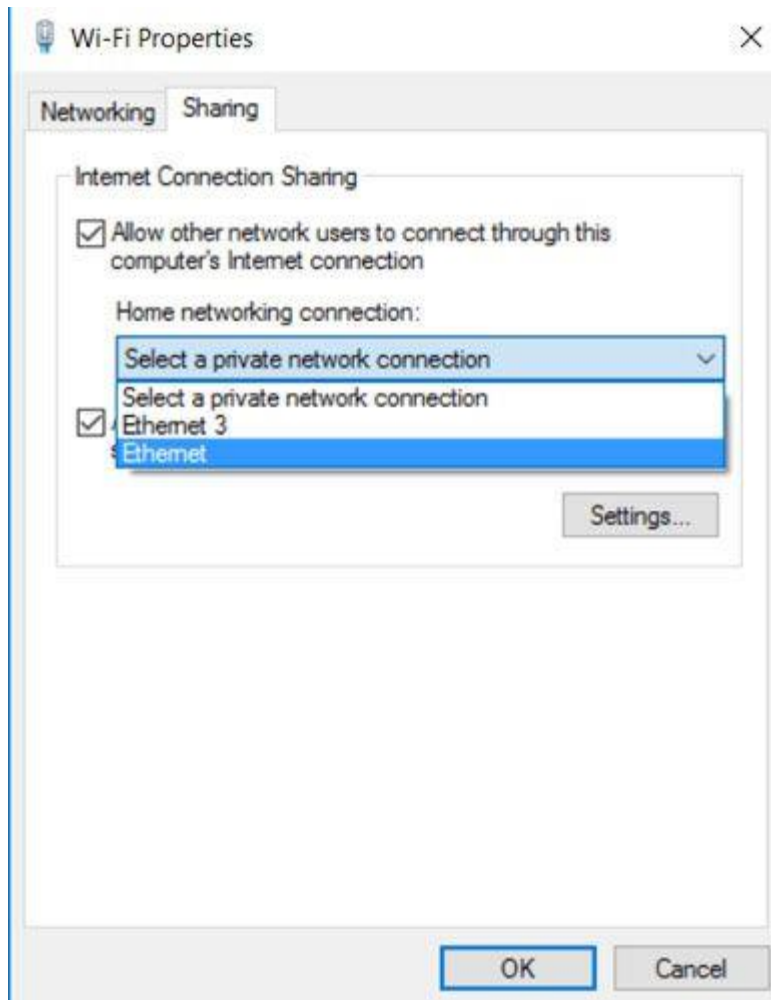 Wi-Fi Properties
Networking
Sharing
Internet Connection Sharing
Allow other network users to connect through this
computer's Internet connection
Home networking connection:
Select a private network connection
Select a private network connection
Ethernet 3
Ethernet
Settings...
OK
Cancel